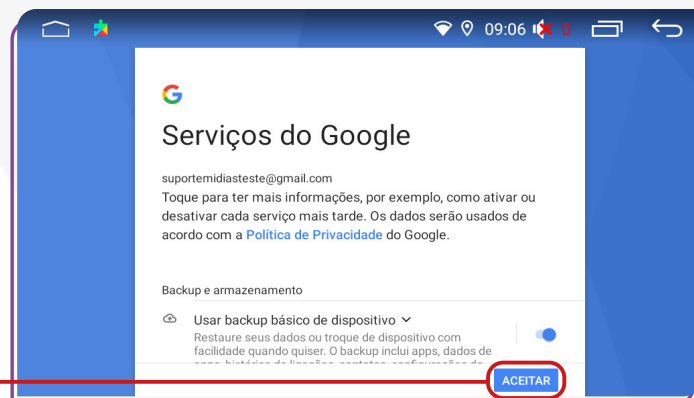 09:06 0
Serviços do Google
suportemidiasteste@gmail.com
Toque para ter mais informações, por exemplo, como ativar ou
desativar cada serviço mais tarde. Os dados serão usados de
acordo com a Política de Privacidade do Google.
Backup e armazenamento
Usar backup básico de dispositivo
Restaure seus dados ou troque de dispositivo com
facilidade quando quiser. O backup inclui apps, dados de
ACEITAR